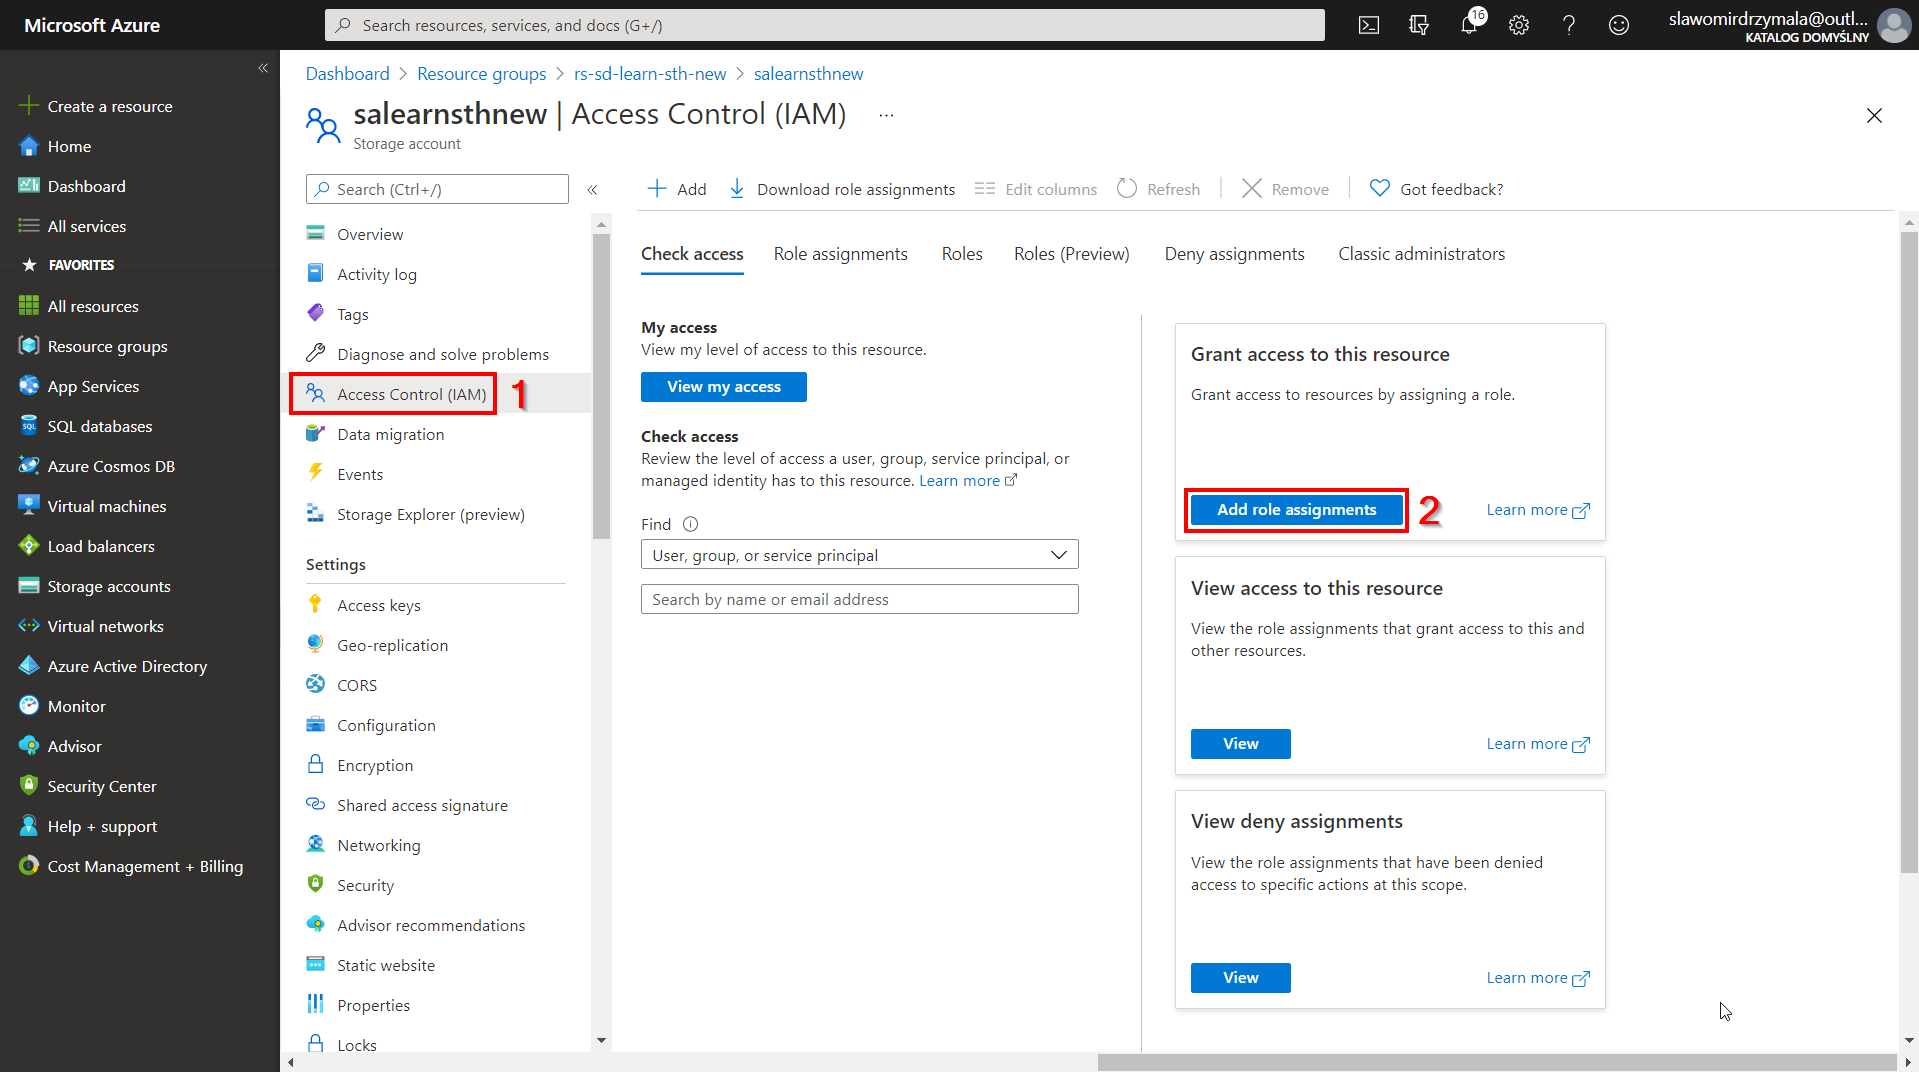 Microsoft Azure
Search resources, services, and docs (G+/)
16
slawomirdrzymala@outl...
KATALOG DOMYŚLNY
Create a resource
Home
Dashboard
All services
FAVORITES
All resources
Resource groups
App Services
SQL databases
Azure Cosmos DB
Virtual machines
Load balancers
Storage accounts
Virtual networks
Azure Active Directory
Monitor
Advisor
Security Center
Help + support
Cost Management + Billing
Dashboard > Resource groups > rs-sd-learn-sth-new > salearnsthnew
salearnsthnew | Access Control (IAM) ...
Storage account
Search (Ctrl+/)
Overview
Activity log
Tags
Diagnose and solve problems
Access Control (IAM) 1
Data migration
Events
Storage Explorer (preview)
Settings
Access keys
Geo-replication
CORS
Configuration
Encryption
Shared access signature
Networking
Security
Advisor recommendations
Static website
Properties
Locks
Add Download role assignments Edit columns Refresh Remove Got feedback?
Check access Role assignments Roles Roles (Preview) Deny assignments Classic administrators
My access
View my level of access to this resource.
View my access
Check access
Review the level of access a user, group, service principal, or
managed identity has to this resource. Learn more
Find
User, group, or service principal
Search by name or email address
Grant access to this resource
Grant access to resources by assigning a role.
Add role assignments 2 Learn more
View access to this resource
View the role assignments that grant access to this and
other resources.
View Learn more
View deny assignments
View the role assignments that have been denied
access to specific actions at this scope.
View Learn more